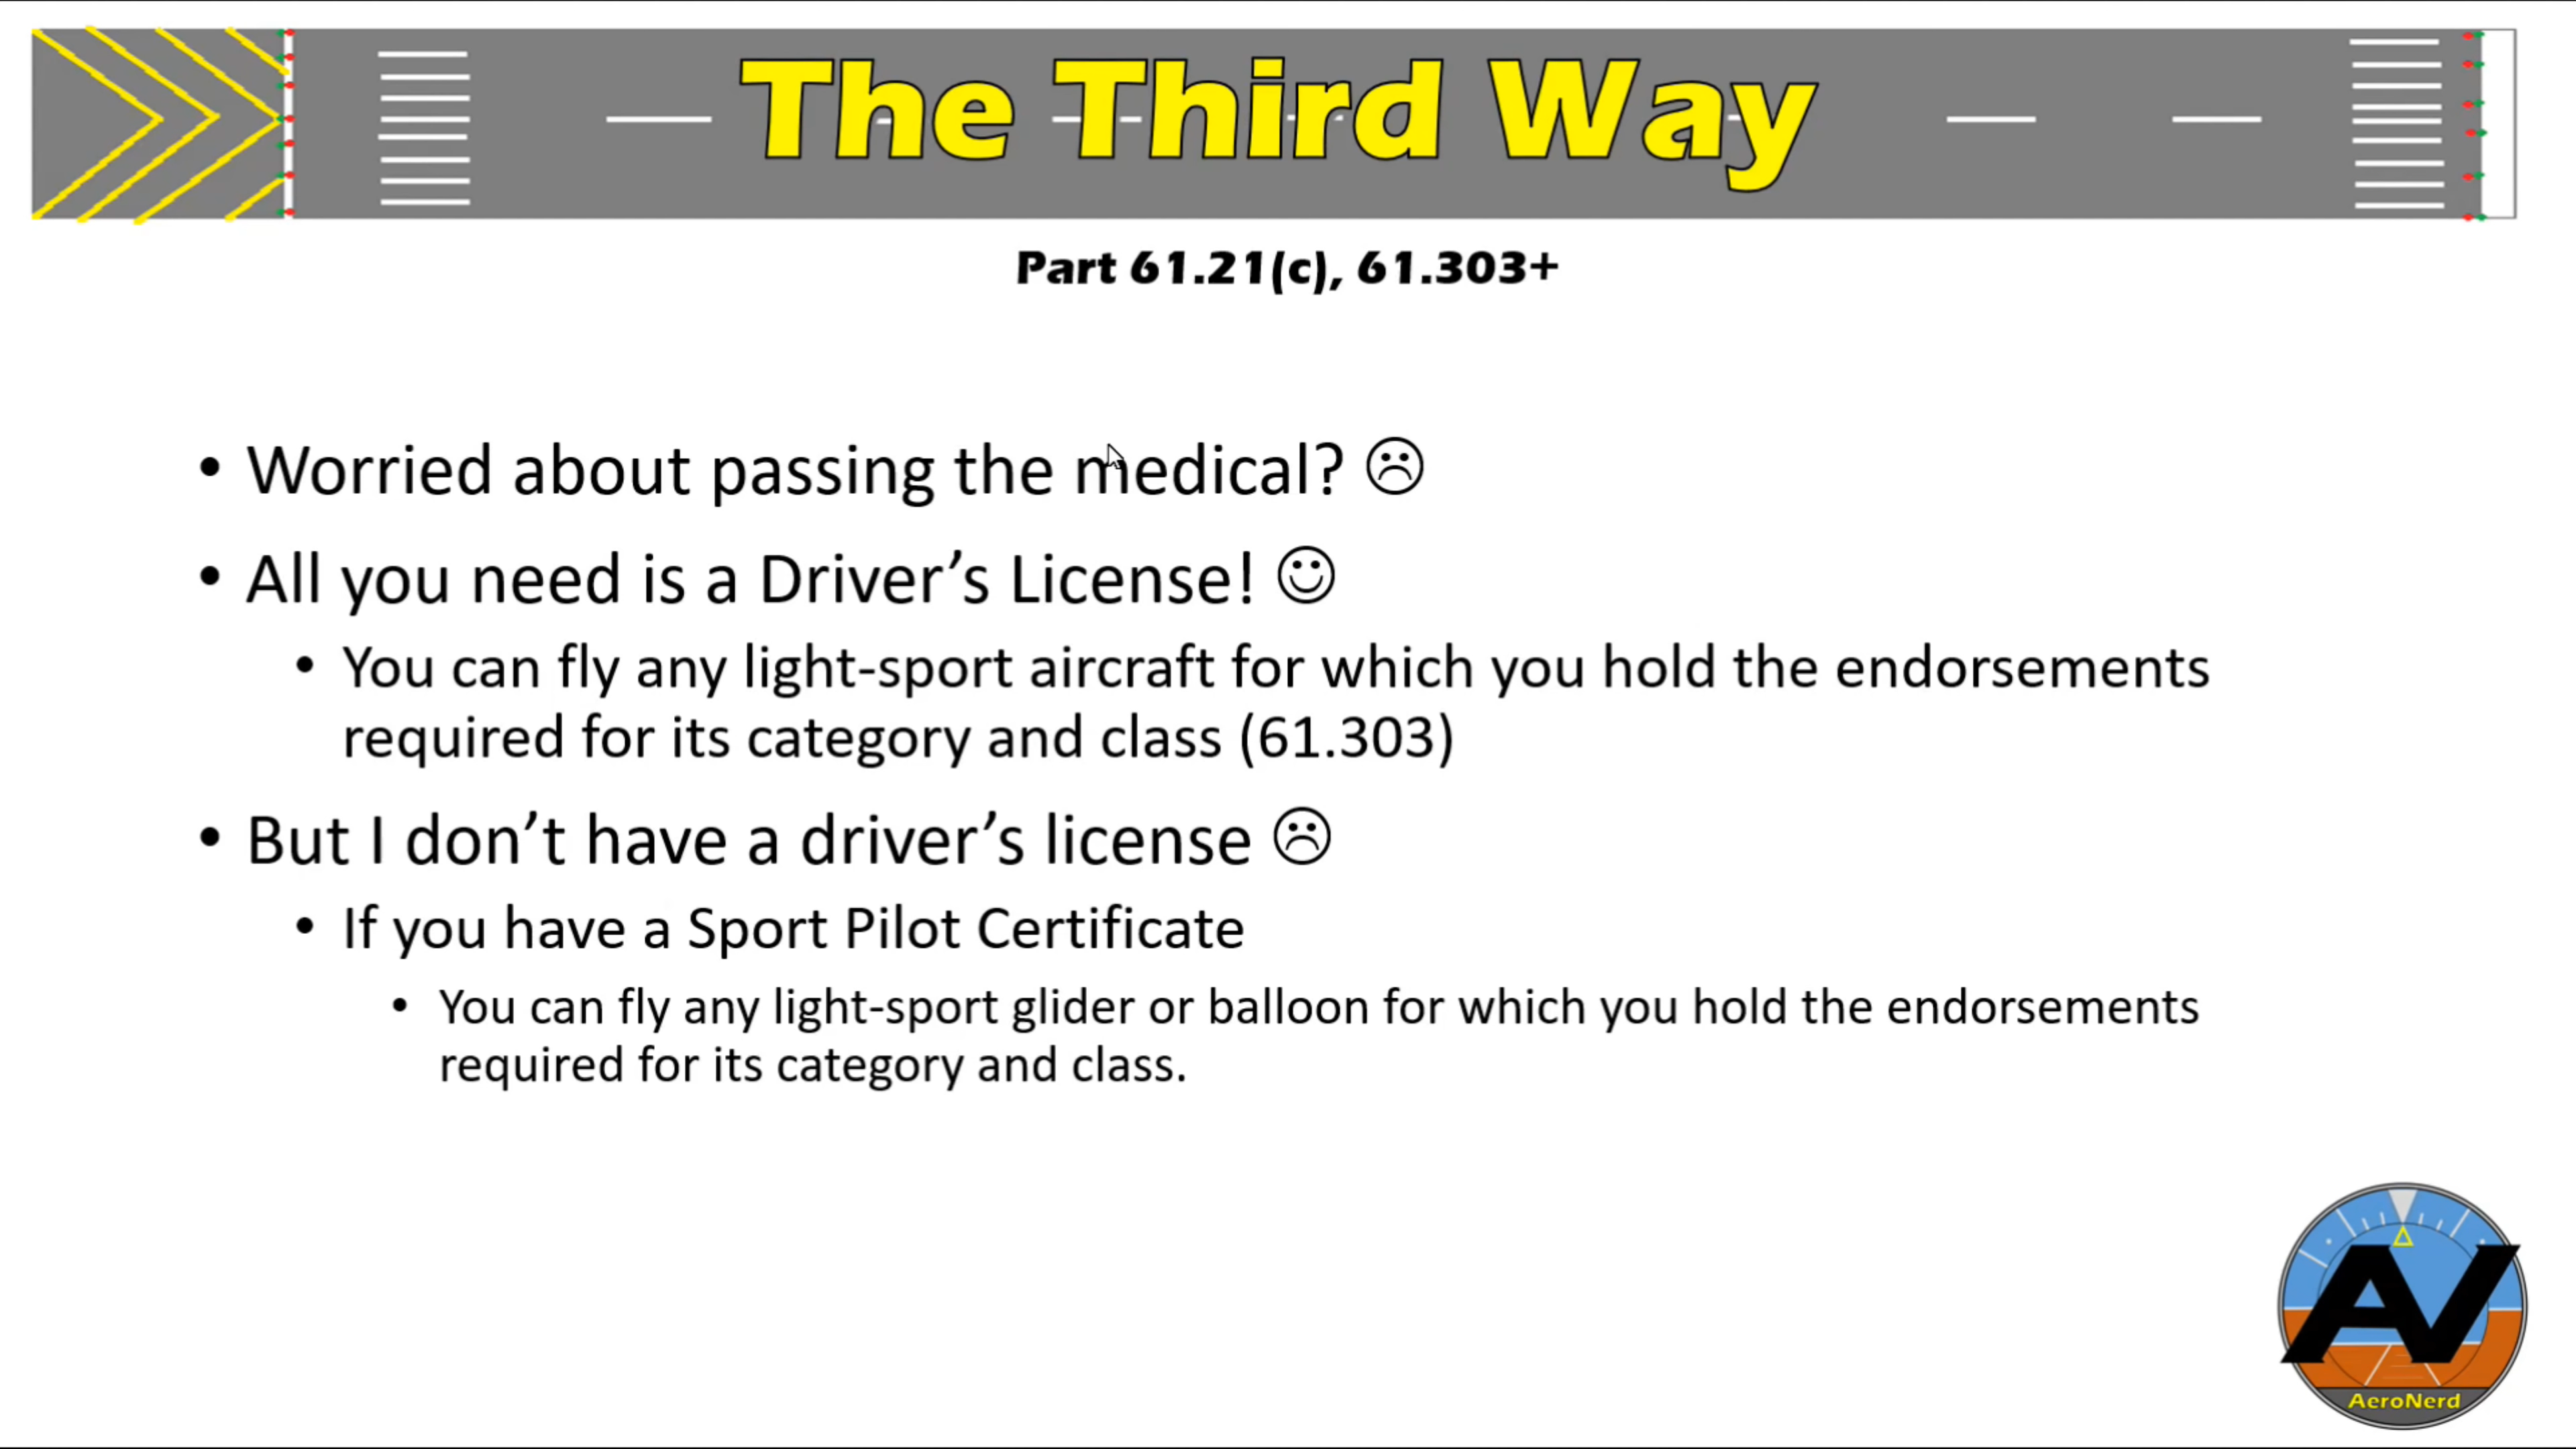 The Third Way
Part 61.21(c), 61.303+
• Worried about passing the medical? ☹
• All you need is a Driver’s License! ☺
• You can fly any light-sport aircraft for which you hold the endorsements
required for its category and class (61.303)
• But I don’t have a driver’s license ☹
• If you have a Sport Pilot Certificate
• You can fly any light-sport glider or balloon for which you hold the endorsements
required for its category and class.
AV
AeroNerd